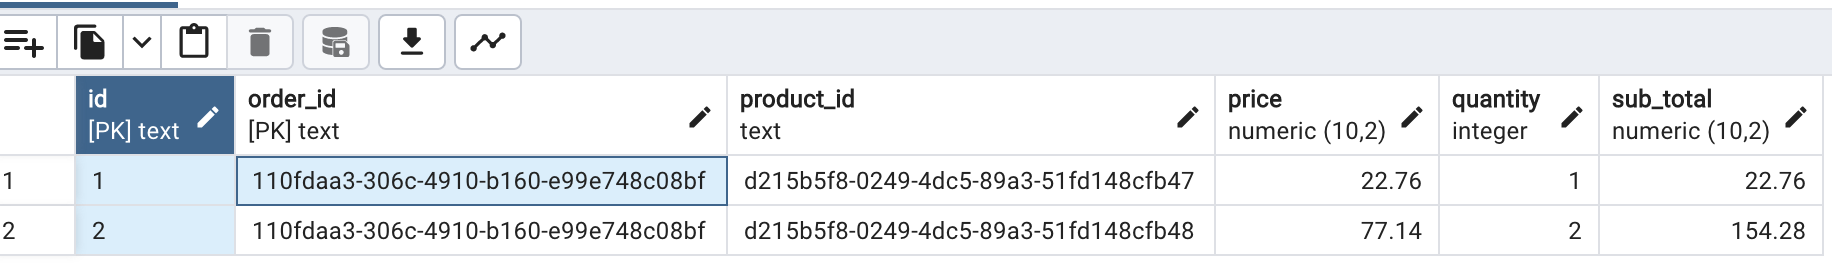 id order_id product_id price quantity sub_total
[PK] text [PK] text text numeric (10,2) integer numeric (10,2)
1 1 110fdaa3-306c-4910-b160-e99e748c08bf d215b5f8-0249-4dc5-89a3-51fd148cfb47 22.76 1 22.76
2 2 110fdaa3-306c-4910-b160-e99e748c08bf d215b5f8-0249-4dc5-89a3-51fd148cfb48 77.14 2 154.28